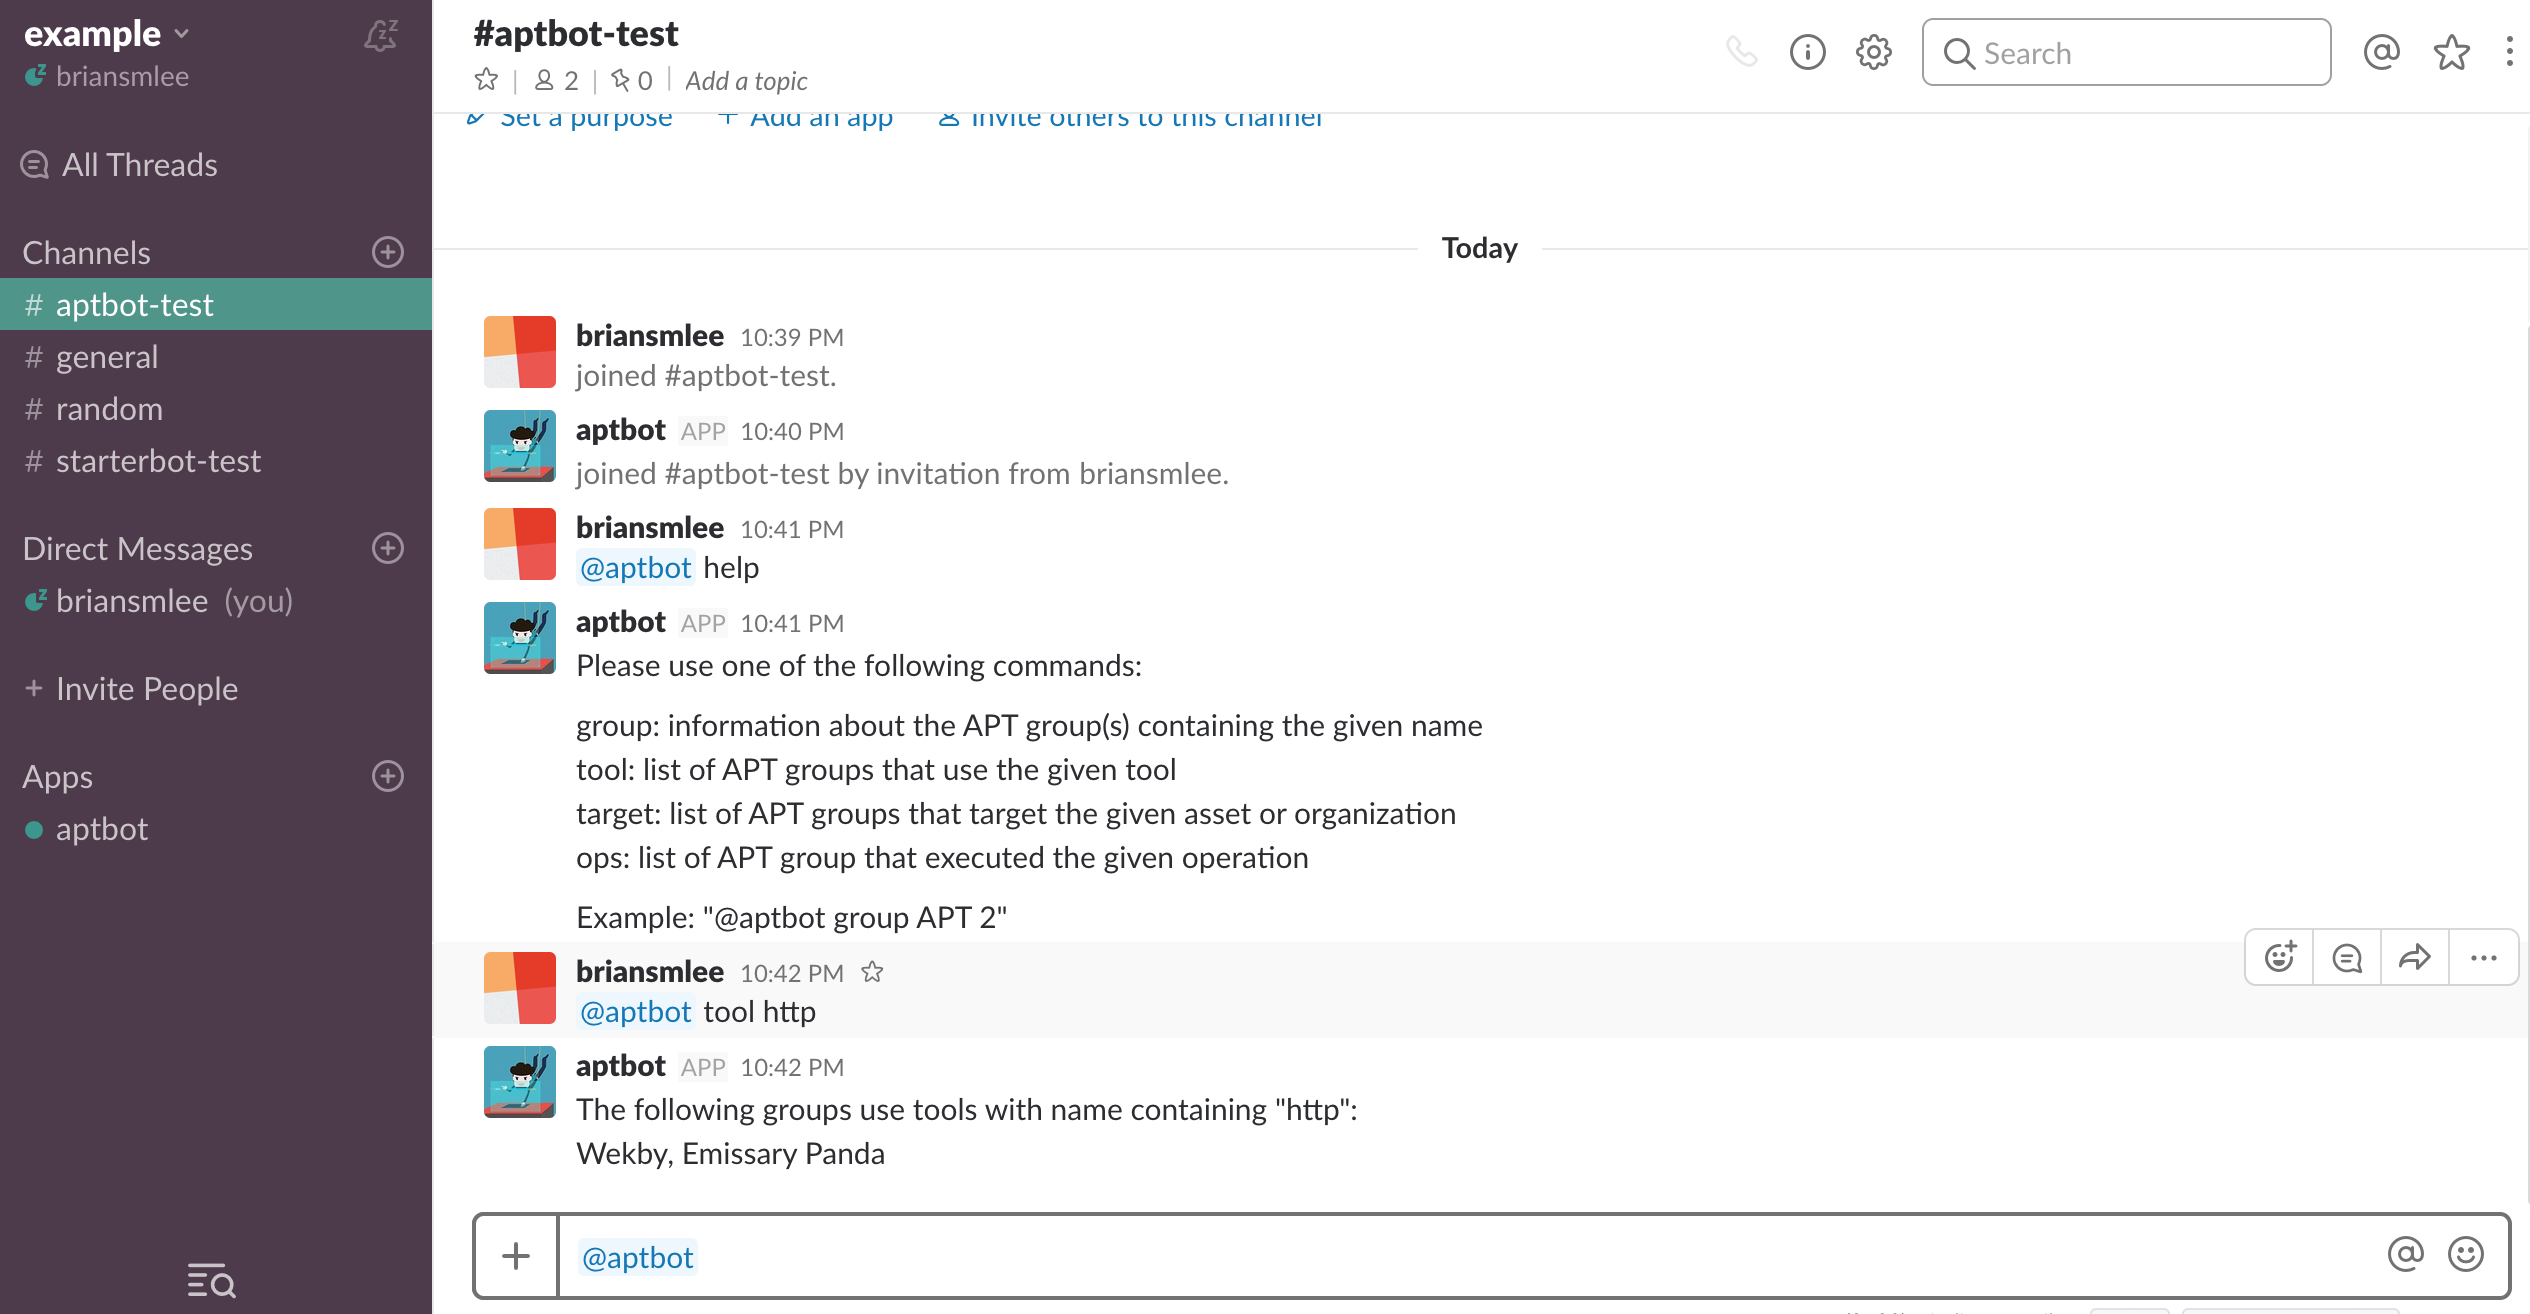 example
briansmlee
All Threads
Channels
# aptbot-test
# general
# random
# starterbot-test
Direct Messages
briansmlee (you)
+ Invite People
Apps
aptbot
#aptbot-test
2 | 0 | Add a topic
Search
Set a purpose + Add an app Invite others to this channel
Today
briansmlee 10:39 PM
joined #aptbot-test.
aptbot APP 10:40 PM
joined #aptbot-test by invitation from briansmlee.
briansmlee 10:41 PM
@aptbot help
aptbot APP 10:41 PM
Please use one of the following commands:
group: information about the APT group(s) containing the given name
tool: list of APT groups that use the given tool
target: list of APT groups that target the given asset or organization
ops: list of APT group that executed the given operation
Example: "@aptbot group APT 2"
briansmlee 10:42 PM
@aptbot tool http
aptbot APP 10:42 PM
The following groups use tools with name containing "http":
Wekby, Emissary Panda
@aptbot